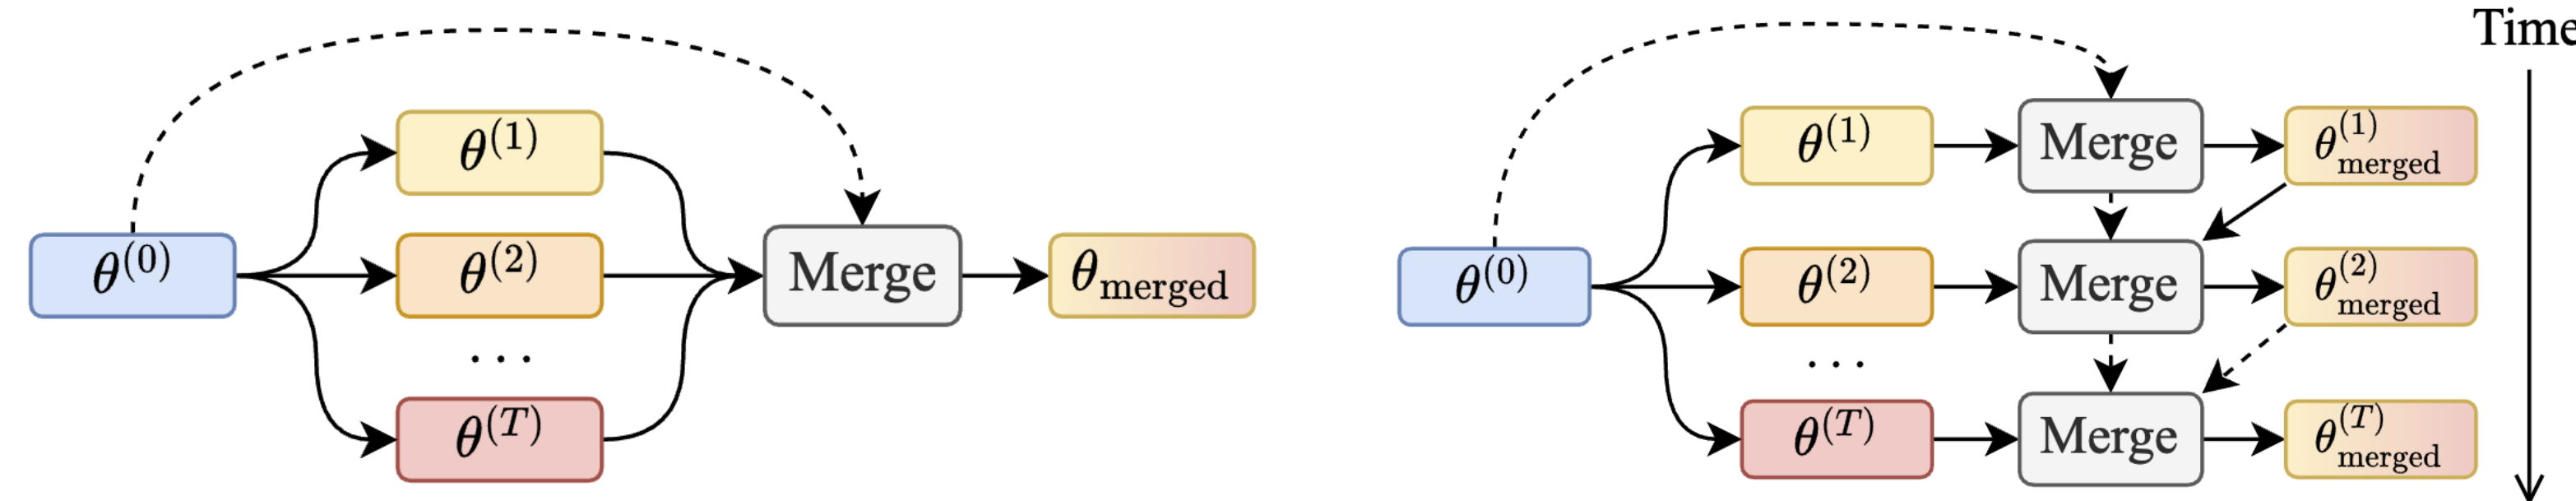 θ^(0)
θ^(1)
θ^(2)
...
θ^(T)
Merge
θ_merged
θ^(0)
θ^(1)
Merge
θ^(1)_merged
θ^(2)
Merge
θ^(2)_merged
...
θ^(T)
Merge
θ^(T)_merged
Time